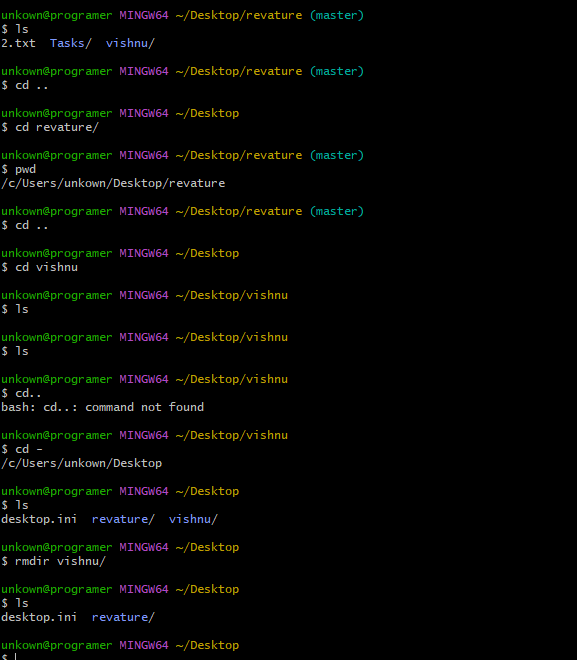 unkown@programer MINGW64 ~/Desktop/revature (master)
$ ls
2.txt  Tasks/  vishnu/
unkown@programer MINGW64 ~/Desktop/revature (master)
$ cd ..
unkown@programer MINGW64 ~/Desktop
$ cd revature/
unkown@programer MINGW64 ~/Desktop/revature (master)
$ pwd
/c/Users/unkown/Desktop/revature
unkown@programer MINGW64 ~/Desktop/revature (master)
$ cd ..
unkown@programer MINGW64 ~/Desktop
$ cd vishnu
unkown@programer MINGW64 ~/Desktop/vishnu
$ ls
unkown@programer MINGW64 ~/Desktop/vishnu
$ ls
unkown@programer MINGW64 ~/Desktop/vishnu
$ cd..
bash: cd..: command not found
unkown@programer MINGW64 ~/Desktop/vishnu
$ cd -
/c/Users/unkown/Desktop
unkown@programer MINGW64 ~/Desktop
$ ls
desktop.ini  revature/  vishnu/
unkown@programer MINGW64 ~/Desktop
$ rmdir vishnu/
unkown@programer MINGW64 ~/Desktop
$ ls
desktop.ini  revature/
unkown@programer MINGW64 ~/Desktop
$